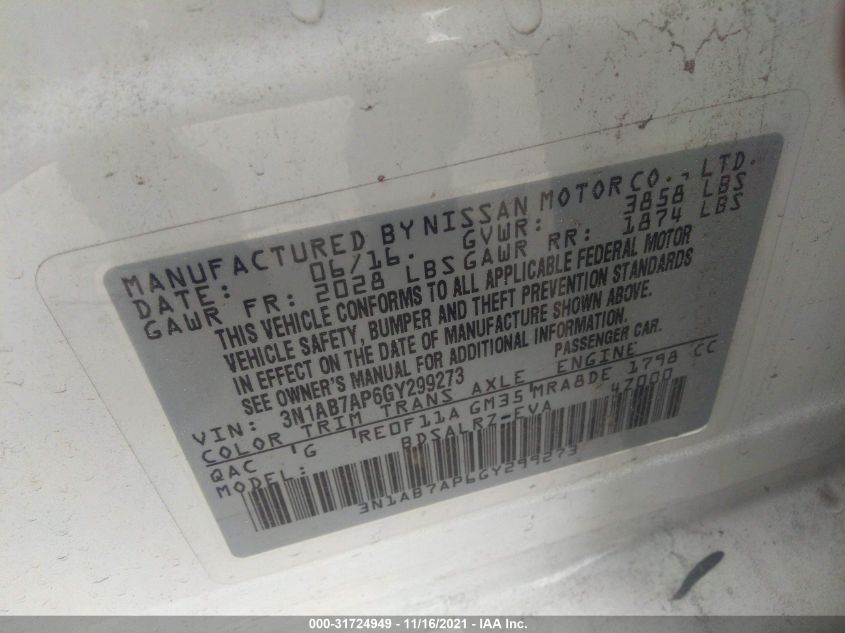 MANUFACTURED BY NISSAN MOTOR CO., LTD.
DATE: 06/16. GVWR: 3858 LBS
GAWR FR: 2028 LBS GAWR RR: 1874 LBS
THIS VEHICLE CONFORMS TO ALL APPLICABLE FEDERAL MOTOR
VEHICLE SAFETY, BUMPER AND THEFT PREVENTION STANDARDS
IN EFFECT ON THE DATE OF MANUFACTURE SHOWN ABOVE.
SEE OWNER'S MANUAL FOR ADDITIONAL INFORMATION.
VIN: 3N1AB7AP6GY299273 PASSENGER CAR.
COLOR TRIM TRANS AXLE ENGINE
QAC G RE0F11A GM35 MRA8DE 1798 CC
MODEL: BDSALRZ-EVA 47000
3N1AB7AP6GY299273
000-31724949 - 11/16/2021 - IAA Inc.